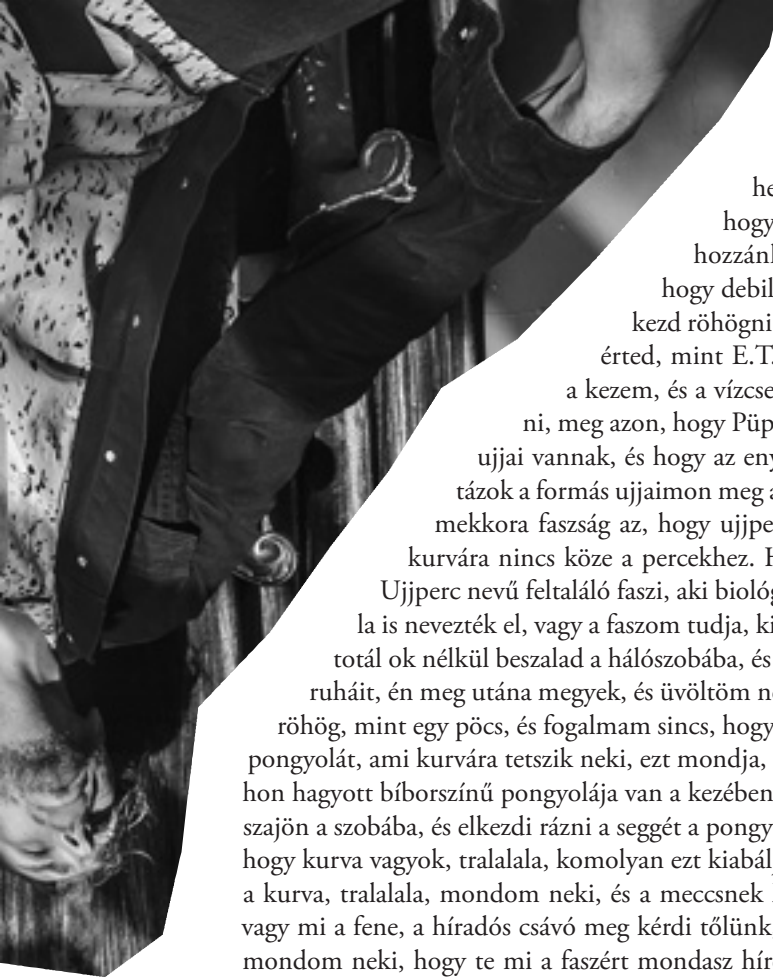 he
hogy
hozzán
hogy debil
kezd röhögni
érted, mint E.T.
a kezem, és a vízcse
ni, meg azon, hogy Püp
ujjai vannak, és hogy az eny
tázok a formás ujjaimon meg a
mekkora faszság az, hogy ujjpe
kurvára nincs köze a percekhez. H
Ujjperc nevű feltaláló faszi, aki biológ
la is nevezték el, vagy a faszom tudja, ki
totál ok nélkül beszalad a hálószobába, és
ruháit, én meg utána megyek, és üvöltöm n
röhög, mint egy pöcs, és fogalmam sincs, hogy
pongyolát, ami kurvára tetszik neki, ezt mondja,
hon hagyott bíborszínű pongyolája van a kezében
szajön a szobába, és elkezdi rázni a seggét a pongy
hogy kurva vagyok, tralalala, komolyan ezt kiabál
a kurva, tralalala, mondom neki, és a meccsnek
vagy mi a fene, a híradós csávó meg kérdi tőlünk
mondom neki, hogy te mi a faszért mondasz hír